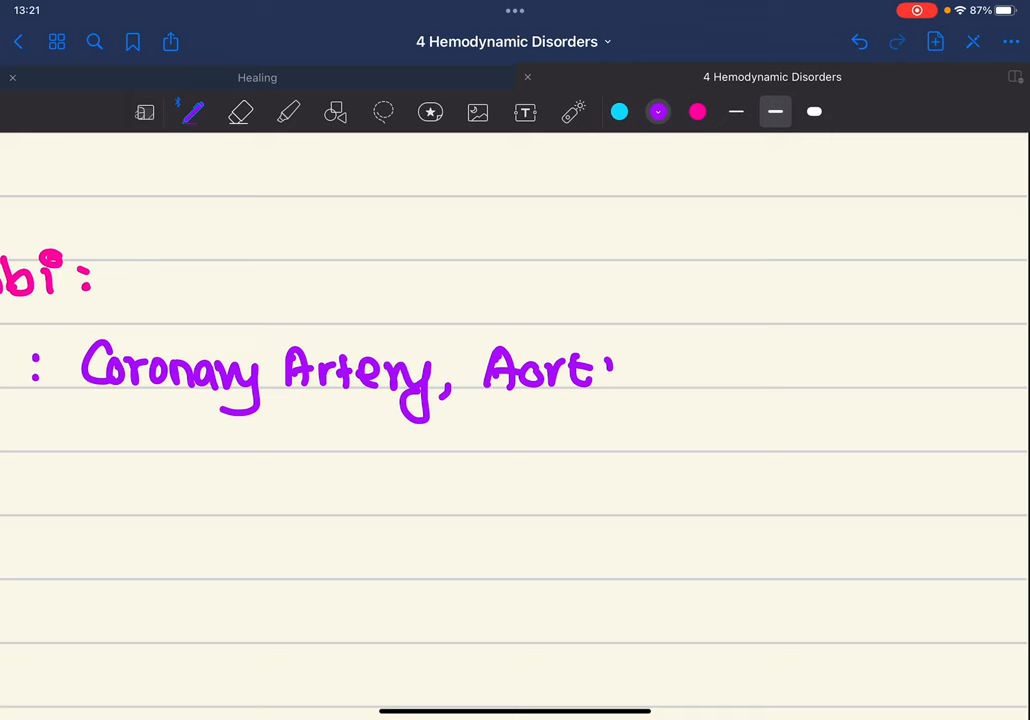 13:21
87%
4 Hemodynamic Disorders
Healing
4 Hemodynamic Disorders
bi:
: Coronary Artery, Aort